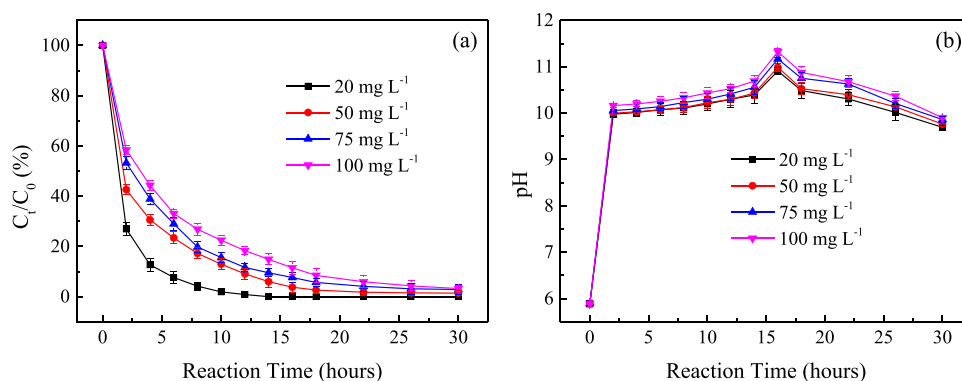 (a)
100
80
60
40
20
0
C_t/C_0 (%)
20 mg L^-1
50 mg L^-1
75 mg L^-1
100 mg L^-1
0 5 10 15 20 25 30
Reaction Time (hours)
(b)
12
11
10
9
8
7
6
pH
20 mg L^-1
50 mg L^-1
75 mg L^-1
100 mg L^-1
0 5 10 15 20 25 30
Reaction Time (hours)